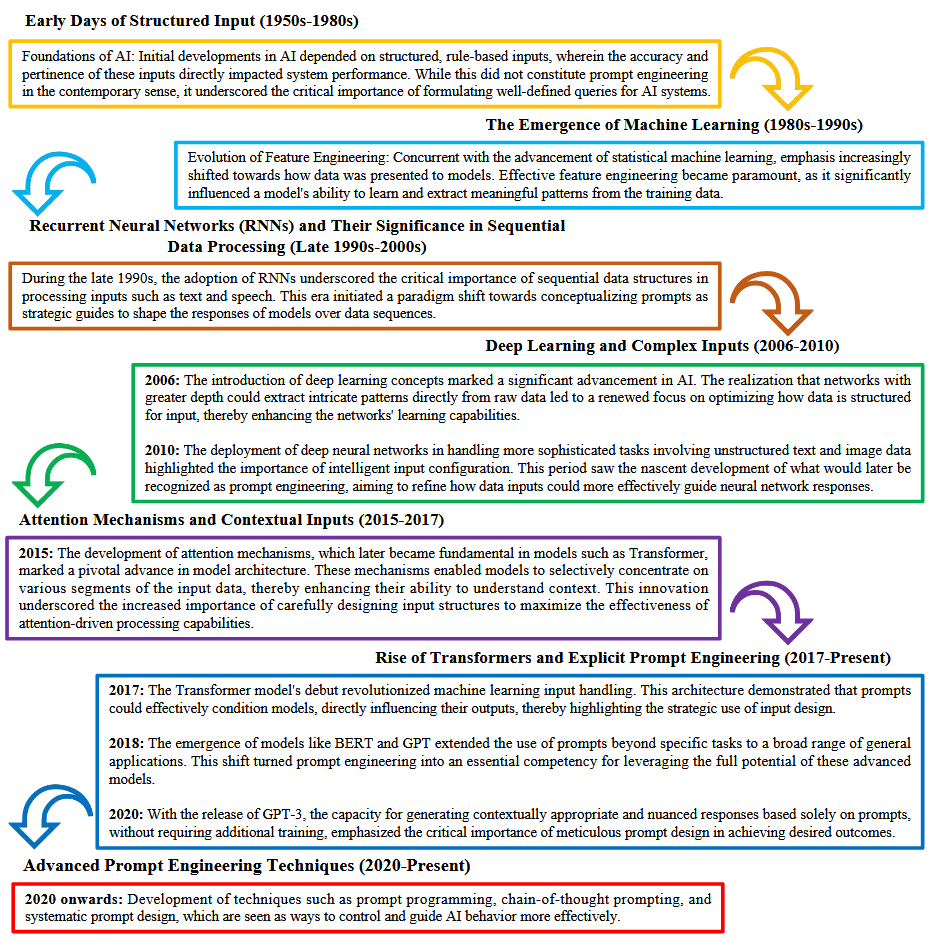 Early Days of Structured Input (1950s-1980s)
Foundations of AI: Initial developments in AI depended on structured, rule-based inputs, wherein the accuracy and
pertinence of these inputs directly impacted system performance. While this did not constitute prompt engineering
in the contemporary sense, it underscored the critical importance of formulating well-defined queries for AI systems.
The Emergence of Machine Learning (1980s-1990s)
Evolution of Feature Engineering: Concurrent with the advancement of statistical machine learning, emphasis increasingly
shifted towards how data was presented to models. Effective feature engineering became paramount, as it significantly
influenced a model's ability to learn and extract meaningful patterns from the training data.
Recurrent Neural Networks (RNNs) and Their Significance in Sequential
Data Processing (Late 1990s-2000s)
During the late 1990s, the adoption of RNNs underscored the critical importance of sequential data structures in
processing inputs such as text and speech. This era initiated a paradigm shift towards conceptualizing prompts as
strategic guides to shape the responses of models over data sequences.
Deep Learning and Complex Inputs (2006-2010)
2006: The introduction of deep learning concepts marked a significant advancement in AI. The realization that networks with
greater depth could extract intricate patterns directly from raw data led to a renewed focus on optimizing how data is structured
for input, thereby enhancing the networks' learning capabilities.
2010: The deployment of deep neural networks in handling more sophisticated tasks involving unstructured text and image data
highlighted the importance of intelligent input configuration. This period saw the nascent development of what would later be
recognized as prompt engineering, aiming to refine how data inputs could more effectively guide neural network responses.
Attention Mechanisms and Contextual Inputs (2015-2017)
2015: The development of attention mechanisms, which later became fundamental in models such as Transformer,
marked a pivotal advance in model architecture. These mechanisms enabled models to selectively concentrate on
various segments of the input data, thereby enhancing their ability to understand context. This innovation
underscored the increased importance of carefully designing input structures to maximize the effectiveness of
attention-driven processing capabilities.
Rise of Transformers and Explicit Prompt Engineering (2017-Present)
2017: The Transformer model's debut revolutionized machine learning input handling. This architecture demonstrated that prompts
could effectively condition models, directly influencing their outputs, thereby highlighting the strategic use of input design.
2018: The emergence of models like BERT and GPT extended the use of prompts beyond specific tasks to a broad range of general
applications. This shift turned prompt engineering into an essential competency for leveraging the full potential of these advanced
models.
2020: With the release of GPT-3, the capacity for generating contextually appropriate and nuanced responses based solely on prompts,
without requiring additional training, emphasized the critical importance of meticulous prompt design in achieving desired outcomes.
Advanced Prompt Engineering Techniques (2020-Present)
2020 onwards: Development of techniques such as prompt programming, chain-of-thought prompting, and
systematic prompt design, which are seen as ways to control and guide AI behavior more effectively.